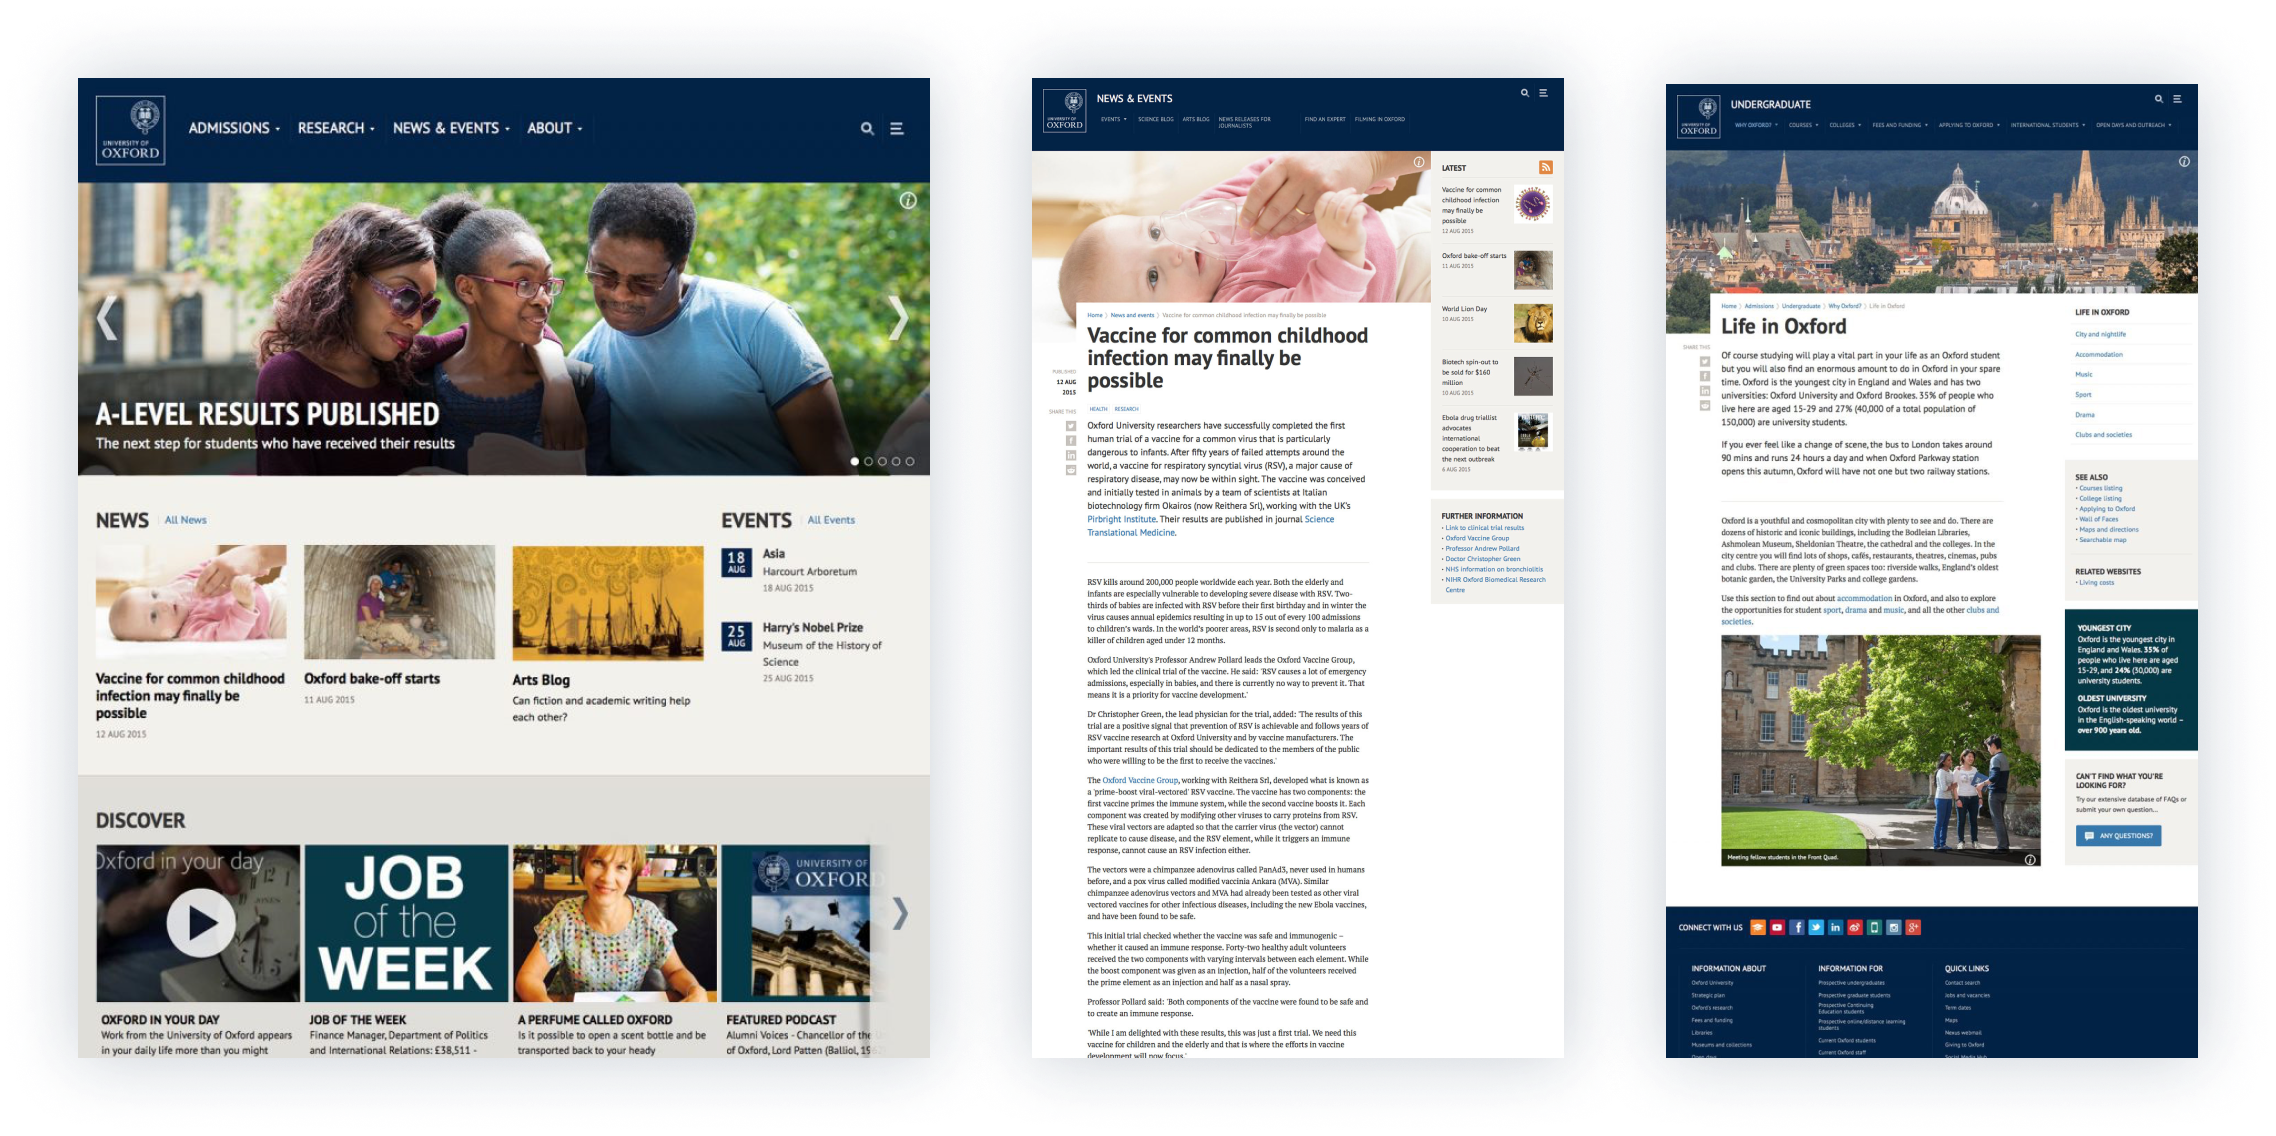 UNIVERSITY OF
OXFORD
ADMISSIONS
RESEARCH
NEWS & EVENTS
ABOUT
A-LEVEL RESULTS PUBLISHED
The next step for students who have received their results
NEWS
All News
Vaccine for common childhood
infection may finally be
possible
12 AUG 2015
Oxford bake-off starts
11 AUG 2015
Arts Blog
Can fiction and academic writing help
each other?
EVENTS
All Events
18
AUG
Asia
Harcourt Arboretum
18 AUG 2015
25
AUG
Harry's Nobel Prize
Museum of the History of
Science
25 AUG 2015
DISCOVER
Oxford in your day
OXFORD IN YOUR DAY
Work from the University of Oxford appears
in your daily life more than you might
JOB
of the
WEEK
JOB OF THE WEEK
Finance Manager, Department of Politics
and International Relations: £38,511 -
A PERFUME CALLED OXFORD
Is it possible to open a scent bottle and be
transported back to your heady
UNIVERSITY OF
OXFORD
FEATURED PODCAST
Alumni Voices - Chancellor of the
of Oxford, Lord Patten (Balliol,
UNIVERSITY OF
OXFORD
NEWS & EVENTS
EVENTS
SCIENCE BLOG
ARTS BLOG
NEWS RELEASES FOR
JOURNALISTS
FIND AN EXPERT
FILMING IN OXFORD
Home › News and events › Vaccine for common childhood infection may finally be possible
Vaccine for common childhood
infection may finally be
possible
PUBLISHED
12 AUG
2015
SHARE THIS
HEALTH RESEARCH
Oxford University researchers have successfully completed the first
human trial of a vaccine for a common virus that is particularly
dangerous to infants. After fifty years of failed attempts around the
world, a vaccine for respiratory syncytial virus (RSV), a major cause of
respiratory disease, may now be within sight. The vaccine was conceived
and initially tested in animals by a team of scientists at Italian
biotechnology firm Okairos (now Reithera Srl), working with the UK's
Pirbright Institute. Their results are published in journal Science
Translational Medicine.
RSV kills around 200,000 people worldwide each year. Both the elderly and
infants are especially vulnerable to developing severe disease with RSV. Two-
thirds of babies are infected with RSV before their first birthday and in winter the
virus causes annual epidemics resulting in up to 15 out of every 100 admissions
to children's wards. In the world's poorer areas, RSV is second only to malaria as a
killer of children aged under 12 months.
Oxford University's Professor Andrew Pollard leads the Oxford Vaccine Group,
which led the clinical trial of the vaccine. He said: 'RSV causes a lot of emergency
admissions, especially in babies, and there is currently no way to prevent it. That
means it is a priority for vaccine development.'
Dr Christopher Green, the lead physician for the trial, added: 'The results of this
trial are a positive signal that prevention of RSV is achievable and follows years of
RSV vaccine research at Oxford University and by vaccine manufacturers. The
important results of this trial should be dedicated to the members of the public
who were willing to be the first to receive the vaccines.'
The Oxford Vaccine Group, working with Reithera Srl, developed what is known as
a 'prime-boost viral-vectored' RSV vaccine. The vaccine has two components: the
first vaccine primes the immune system, while the second vaccine boosts it. Each
component was created by modifying other viruses to carry proteins from RSV.
These viral vectors are adapted so that the carrier virus (the vector) cannot
replicate to cause disease, and the RSV element, while it triggers an immune
response, cannot cause an RSV infection either.
The vectors were a chimpanzee adenovirus called PanAd3, never used in humans
before, and a pox virus called modified vaccinia Ankara (MVA). Similar
chimpanzee adenovirus vectors and MVA had already been tested as other viral
vectored vaccines for other infectious diseases, including the new Ebola vaccines,
and have been found to be safe.
This initial trial checked whether the vaccine was safe and immunogenic –
whether it caused an immune response. Forty-two healthy adult volunteers
received the two components with varying intervals between each element. While
the boost component was given as an injection, half of the volunteers received
the prime element as an injection and half as a nasal spray.
Professor Pollard said: 'Both components of the vaccine were found to be safe and
to create an immune response.
'While I am delighted with these results, this was just a first trial. We need this
vaccine for children and the elderly and that is where the efforts in vaccine
development will now focus.'
LATEST
Vaccine for common
childhood infection
may finally be
possible
12 AUG 2015
Oxford bake-off starts
11 AUG 2015
World Lion Day
10 AUG 2015
Biotech spin-out to
be sold for $160
million
10 AUG 2015
Ebola drug triallist
advocates
international
cooperation to beat
the next outbreak
6 AUG 2015
FURTHER INFORMATION
• Link to clinical trial results
• Oxford Vaccine Group
• Professor Andrew Pollard
• Doctor Christopher Green
• NHS information on bronchiolitis
• NIHR Oxford Biomedical Research
Centre
UNIVERSITY OF
OXFORD
UNDERGRADUATE
WHY OXFORD?
COURSES
COLLEGES
FEES AND FUNDING
APPLYING TO OXFORD
INTERNATIONAL STUDENTS
OPEN DAYS AND OUTREACH
Home › Admissions › Undergraduate › Why Oxford? › Life in Oxford
Life in Oxford
SHARE THIS
Of course studying will play a vital part in your life as an Oxford student
but you will also find an enormous amount to do in Oxford in your spare
time. Oxford is the youngest city in England and Wales and has two
universities: Oxford University and Oxford Brookes. 35% of people who
live here are aged 15-29 and 27% (40,000 of a total population of
150,000) are university students.
If you ever feel like a change of scene, the bus to London takes around
90 mins and runs 24 hours a day and when Oxford Parkway station
opens this autumn, Oxford will have not one but two railway stations.
Oxford is a youthful and cosmopolitan city with plenty to see and do. There are
dozens of historic and iconic buildings, including the Bodleian Libraries,
Ashmolean Museum, Sheldonian Theatre, the cathedral and the colleges. In the
city centre you will find lots of shops, cafés, restaurants, theatres, cinemas, pubs
and clubs. There are plenty of green spaces too: riverside walks, England's oldest
botanic garden, the University Parks and college gardens.
Use this section to find out about accommodation in Oxford, and also to explore
the opportunities for student sport, drama and music, and all the other clubs and
societies.
Meeting fellow students in the Front Quad.
LIFE IN OXFORD
City and nightlife
Accommodation
Music
Sport
Drama
Clubs and societies
SEE ALSO
• Courses listing
• College listing
• Applying to Oxford
• Wall of Faces
• Maps and directions
• Searchable map
RELATED WEBSITES
• Living costs
YOUNGEST CITY
Oxford is the youngest city in
England and Wales. 35% of
people who live here are aged
15-29, and 24% (30,000) are
university students.
OLDEST UNIVERSITY
Oxford is the oldest university
in the English-speaking world –
over 900 years old.
CAN'T FIND WHAT YOU'RE
LOOKING FOR?
Try our extensive database of FAQs or
submit your own question...
ANY QUESTIONS?
CONNECT WITH US
INFORMATION ABOUT
Oxford University
Strategic plan
Oxford's research
Fees and funding
Libraries
Museums and collections
Open days
INFORMATION FOR
Prospective undergraduates
Prospective graduate students
Prospective Continuing
Education students
Prospective online/distance learning
students
Current Oxford students
Current Oxford staff
QUICK LINKS
Contact search
Jobs and vacancies
Term dates
Maps
Nexus webmail
Giving to Oxford
Social Media Hub